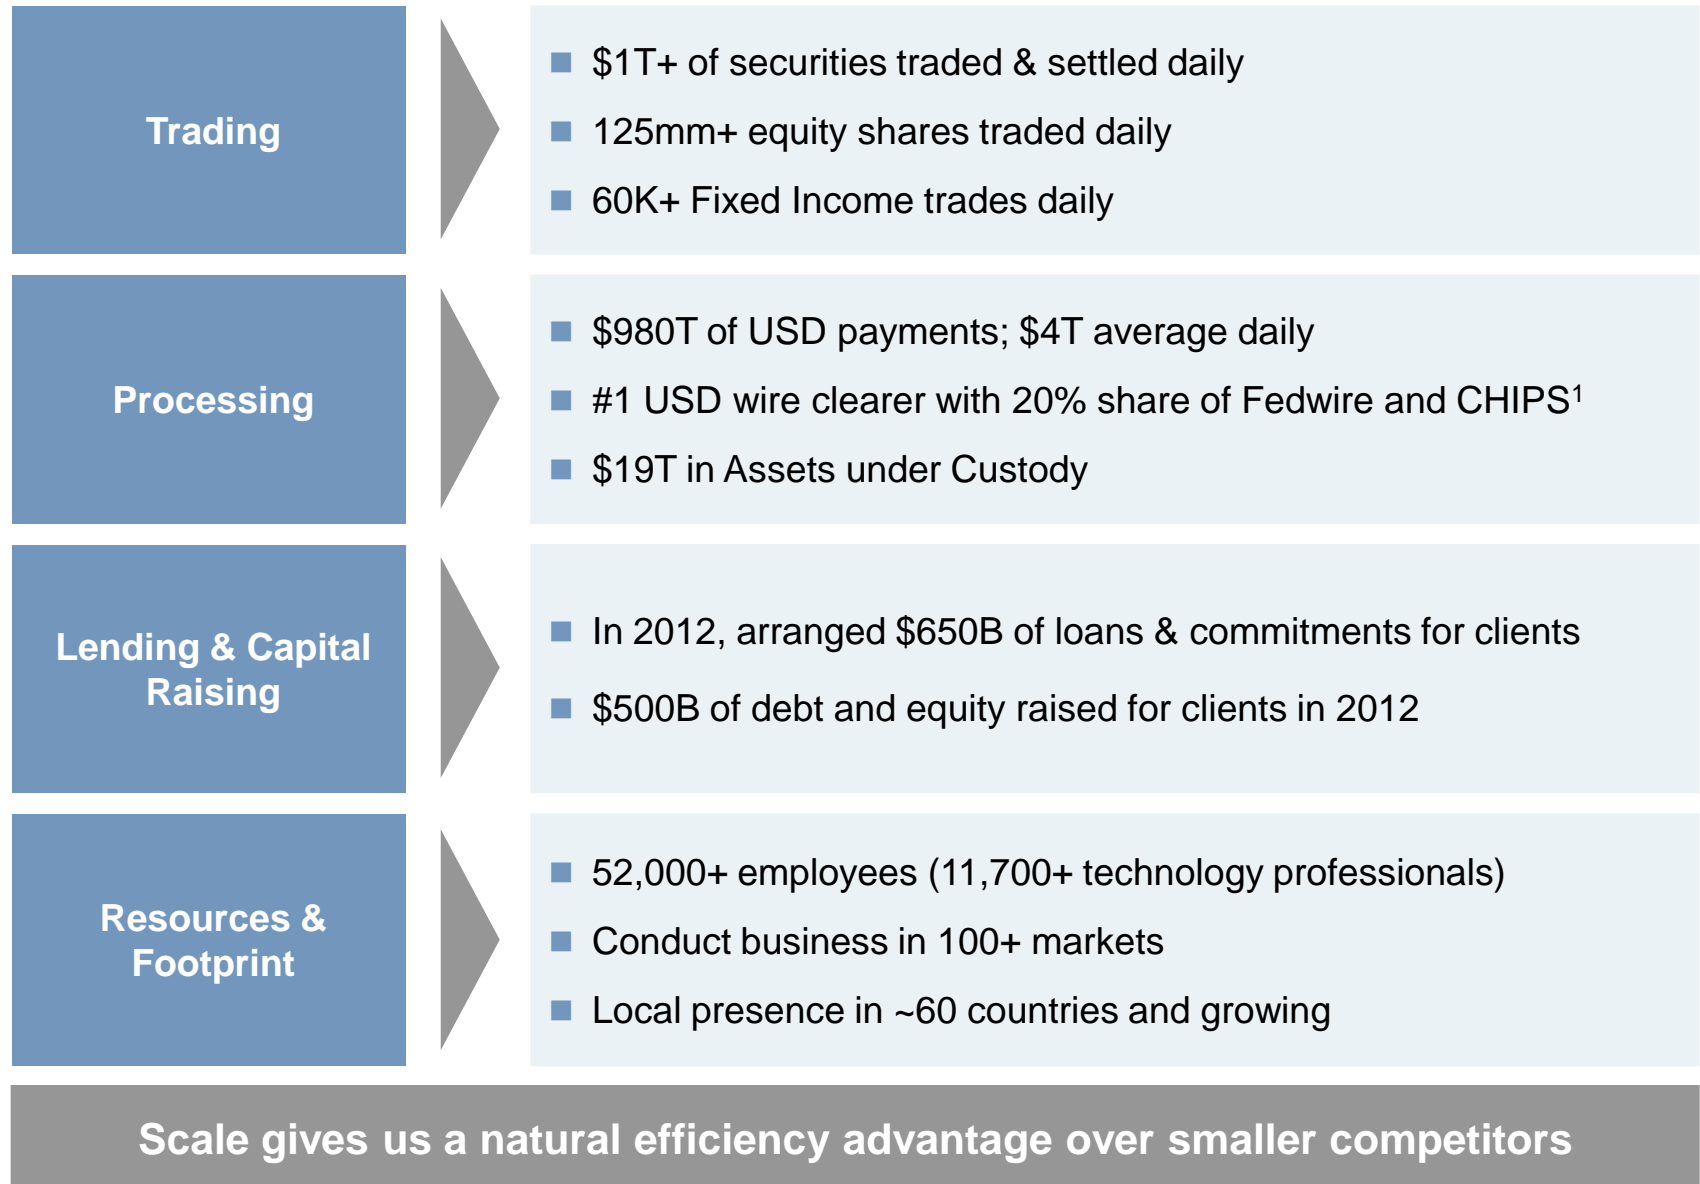 Trading
$1T+ of securities traded & settled daily
125mm+ equity shares traded daily
60K+ Fixed Income trades daily
Processing
$980T of USD payments; $4T average daily
#1 USD wire clearer with 20% share of Fedwire and CHIPS¹
$19T in Assets under Custody
Lending & Capital
Raising
In 2012, arranged $650B of loans & commitments for clients
$500B of debt and equity raised for clients in 2012
Resources &
Footprint
52,000+ employees (11,700+ technology professionals)
Conduct business in 100+ markets
Local presence in ~60 countries and growing
Scale gives us a natural efficiency advantage over smaller competitors